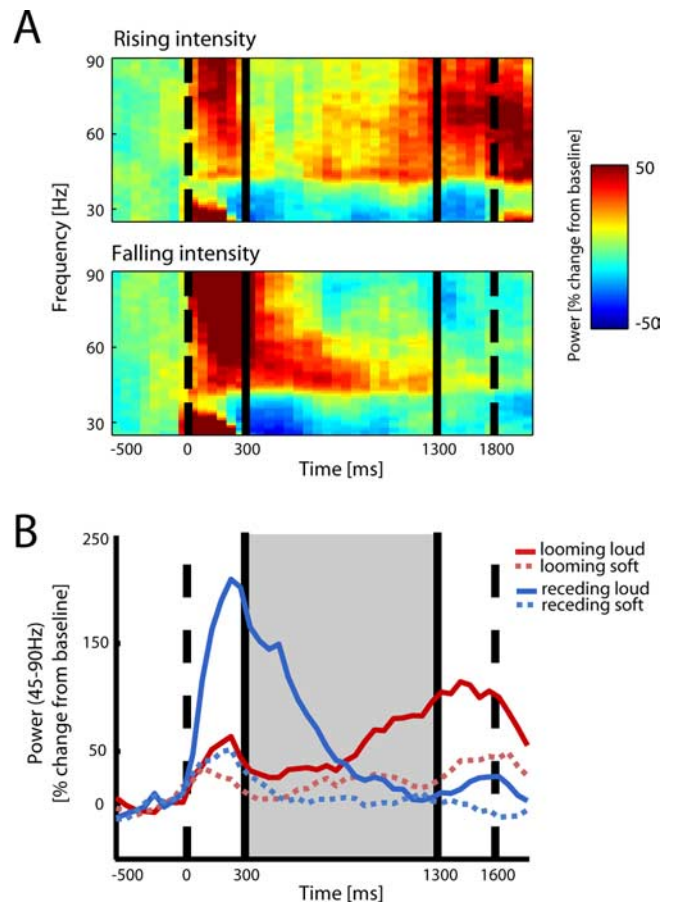 A
Rising intensity
90
60
30
Falling intensity
90
60
30
Frequency [Hz]
-500 0 300 1300 1800
Time [ms]
50
-50
Power [% change from baseline]
B
250
150
50
0
Power (45-90Hz)
[% change from baseline]
looming loud
looming soft
receding loud
receding soft
-500 0 300 1300 1600
Time [ms]